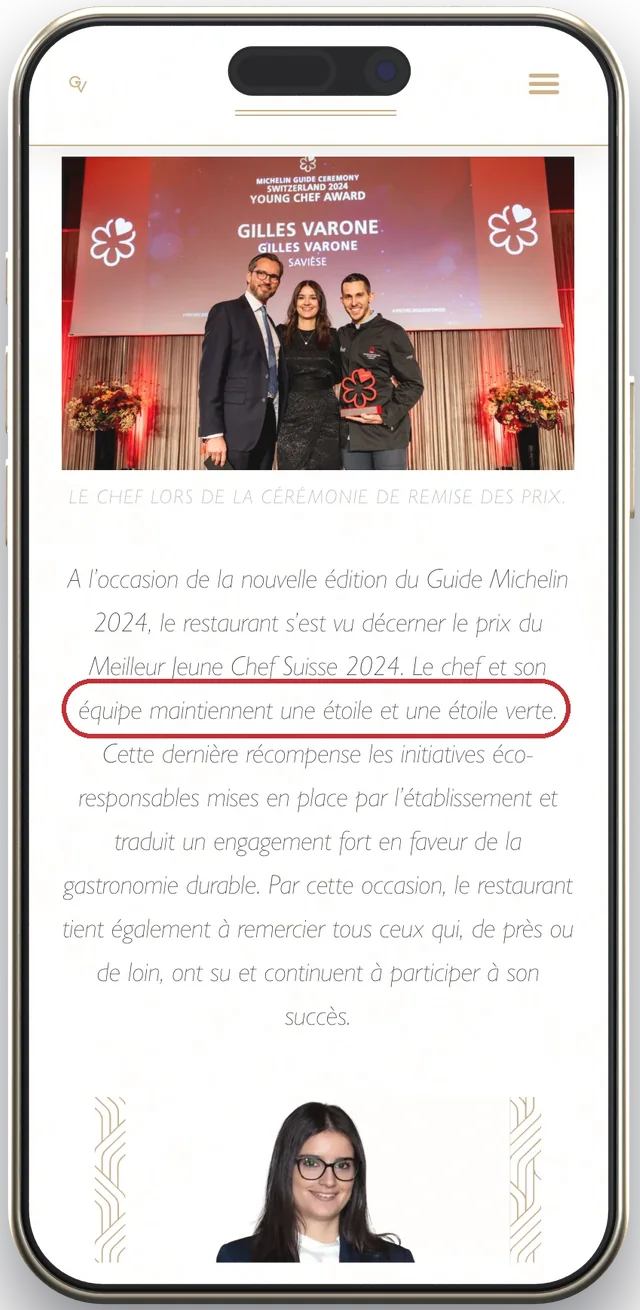 GV
MICHELIN GUIDE CEREMONY
SWITZERLAND 2024
YOUNG CHEF AWARD
GILLES VARONE
GILLES VARONE
SAVIÈSE
LE CHEF LORS DE LA CÉRÉMONIE DE REMISE DES PRIX.
A l’occasion de la nouvelle édition du Guide Michelin
2024, le restaurant s’est vu décerner le prix du
Meilleur Jeune Chef Suisse 2024. Le chef et son
équipe maintiennent une étoile et une étoile verte.
Cette dernière récompense les initiatives éco-
responsables mises en place par l’établissement et
traduit un engagement fort en faveur de la
gastronomie durable. Par cette occasion, le restaurant
tient également à remercier tous ceux qui, de près ou
de loin, ont su et continuent à participer à son
succès.